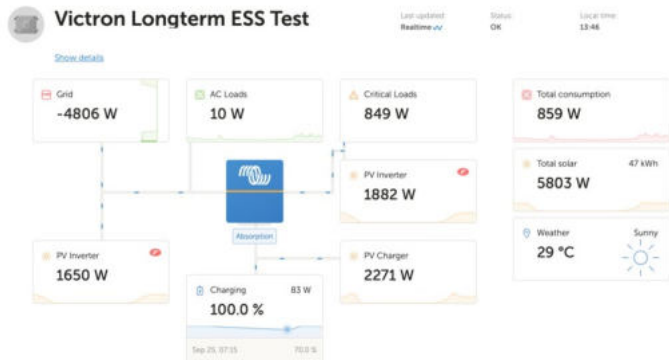 Victron Longterm ESS Test
Last updated:
Realtime
Status:
OK
Local time:
13:46
Show details
Grid
-4806 W
AC Loads
10 W
Critical Loads
849 W
Total consumption
859 W
PV Inverter
1882 W
Total solar 47 kWh
5803 W
Absorption
PV Inverter
1650 W
PV Charger
2271 W
Weather Sunny
29 °C
Charging 83 W
100.0 %
Sep 25, 07:15 70.0 %